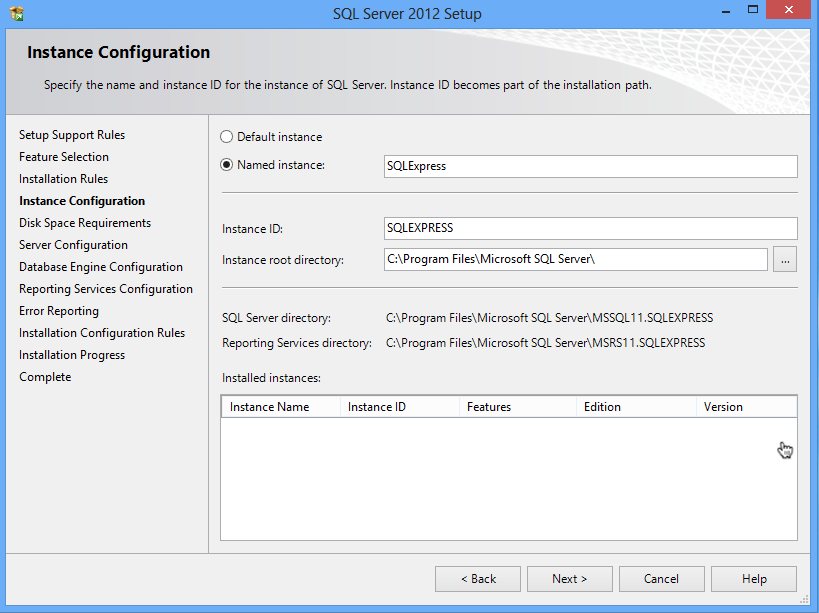 SQL Server 2012 Setup
Instance Configuration
Specify the name and instance ID for the instance of SQL Server. Instance ID becomes part of the installation path.
Setup Support Rules
Feature Selection
Installation Rules
Instance Configuration
Disk Space Requirements
Server Configuration
Database Engine Configuration
Reporting Services Configuration
Error Reporting
Installation Configuration Rules
Installation Progress
Complete
Default instance
Named instance: SQLExpress
Instance ID: SQLEXPRESS
Instance root directory: C:\Program Files\Microsoft SQL Server\ ...
SQL Server directory: C:\Program Files\Microsoft SQL Server\MSSQL11.SQLEXPRESS
Reporting Services directory: C:\Program Files\Microsoft SQL Server\MSRS11.SQLEXPRESS
Installed instances:
Instance Name Instance ID Features Edition Version
< Back Next > Cancel Help